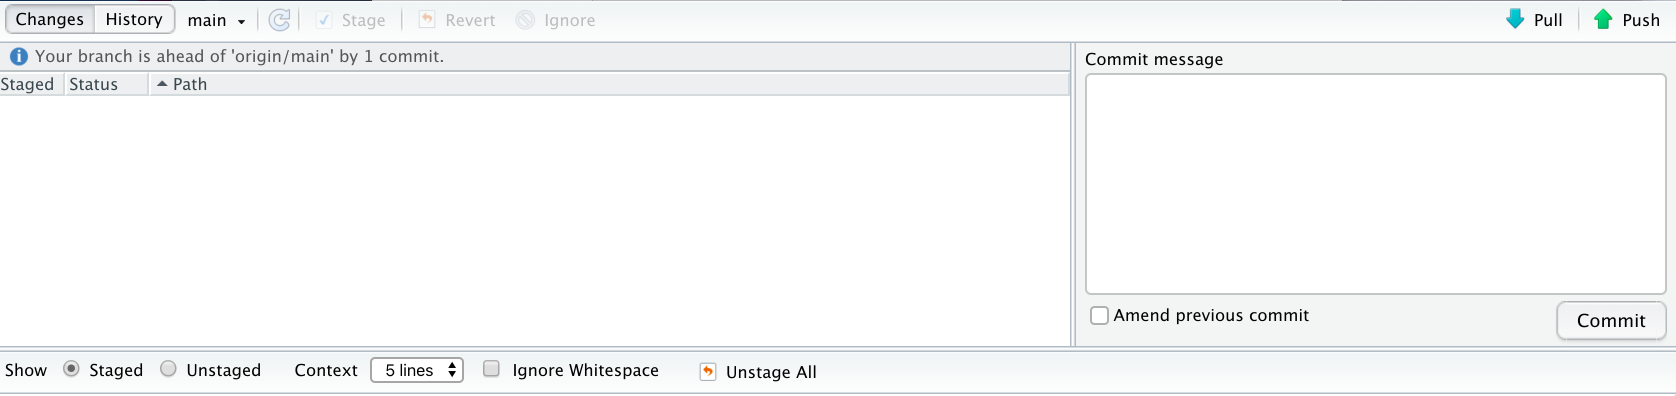 Changes History main Stage Revert Ignore Pull Push
Your branch is ahead of 'origin/main' by 1 commit.
Commit message
Staged Status Path
Amend previous commit
Commit
Show Staged Unstaged Context 5 lines Ignore Whitespace Unstage All